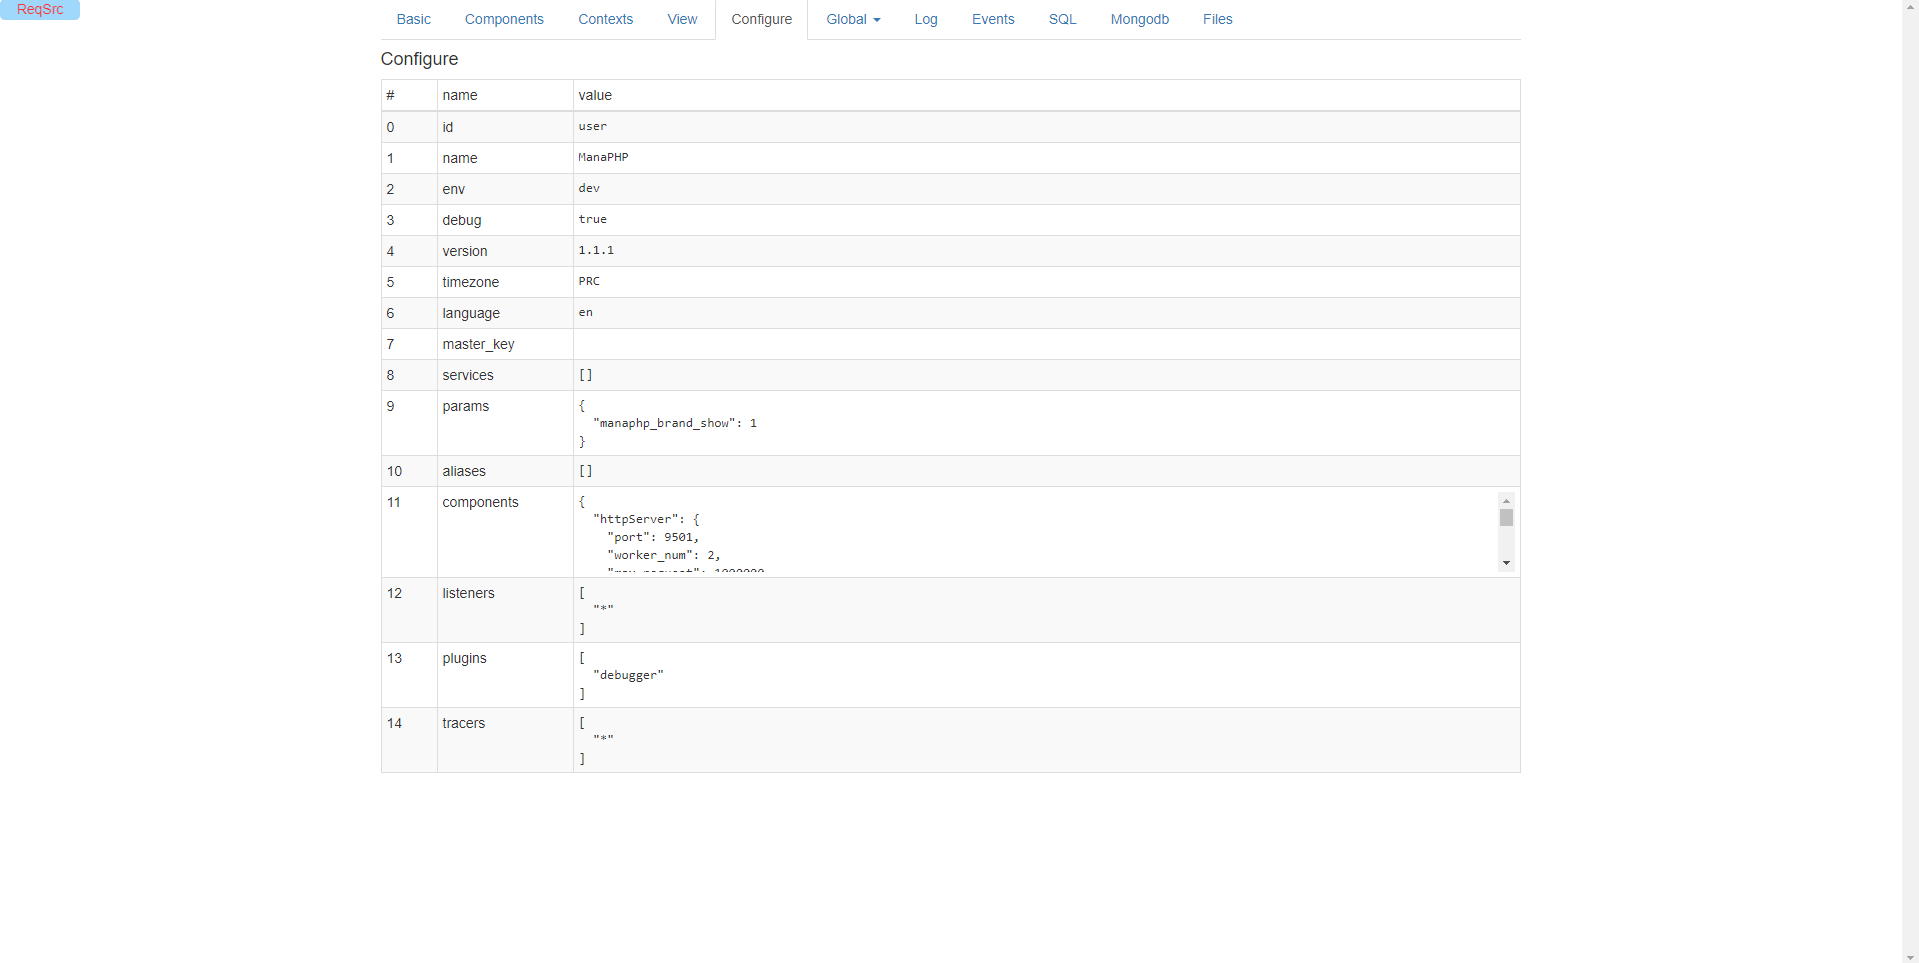 ReqSrc
Basic Components Contexts View Configure Global Log Events SQL Mongodb Files
Configure
# name value
0 id user
1 name ManaPHP
2 env dev
3 debug true
4 version 1.1.1
5 timezone PRC
6 language en
7 master_key
8 services []
9 params {
"manaphp_brand_show": 1
}
10 aliases []
11 components {
"httpServer": {
"port": 9501,
"worker_num": 2,
12 listeners [
"*"
]
13 plugins [
"debugger"
]
14 tracers [
"*"
]